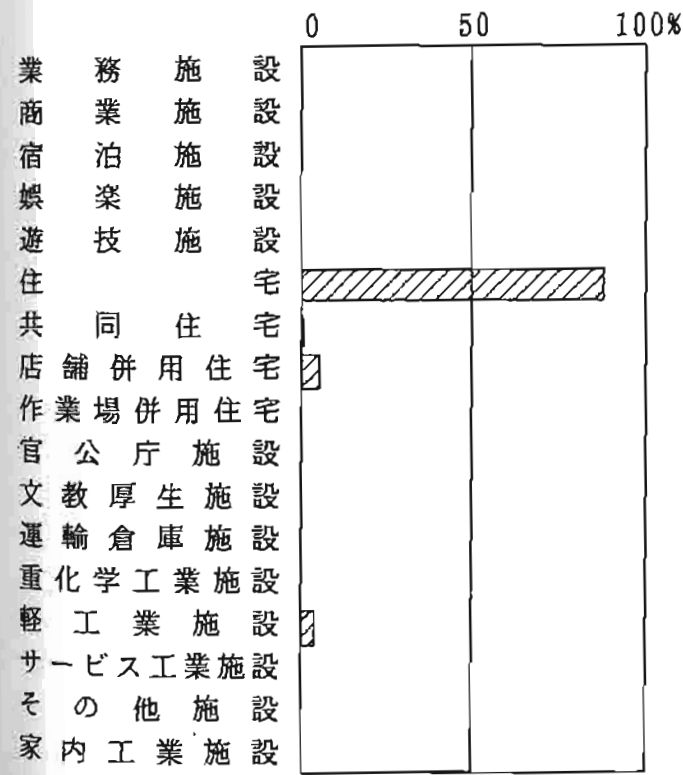 0 50 100%
業務施設
商業施設
宿泊施設
娯楽施設
遊技施設
住宅
共同住宅
店舗併用住宅
作業場併用住宅
官公庁施設
文教厚生施設
運輸倉庫施設
重化学工業施設
軽工業施設
サービス工業施設
その他施設
家内工業施設